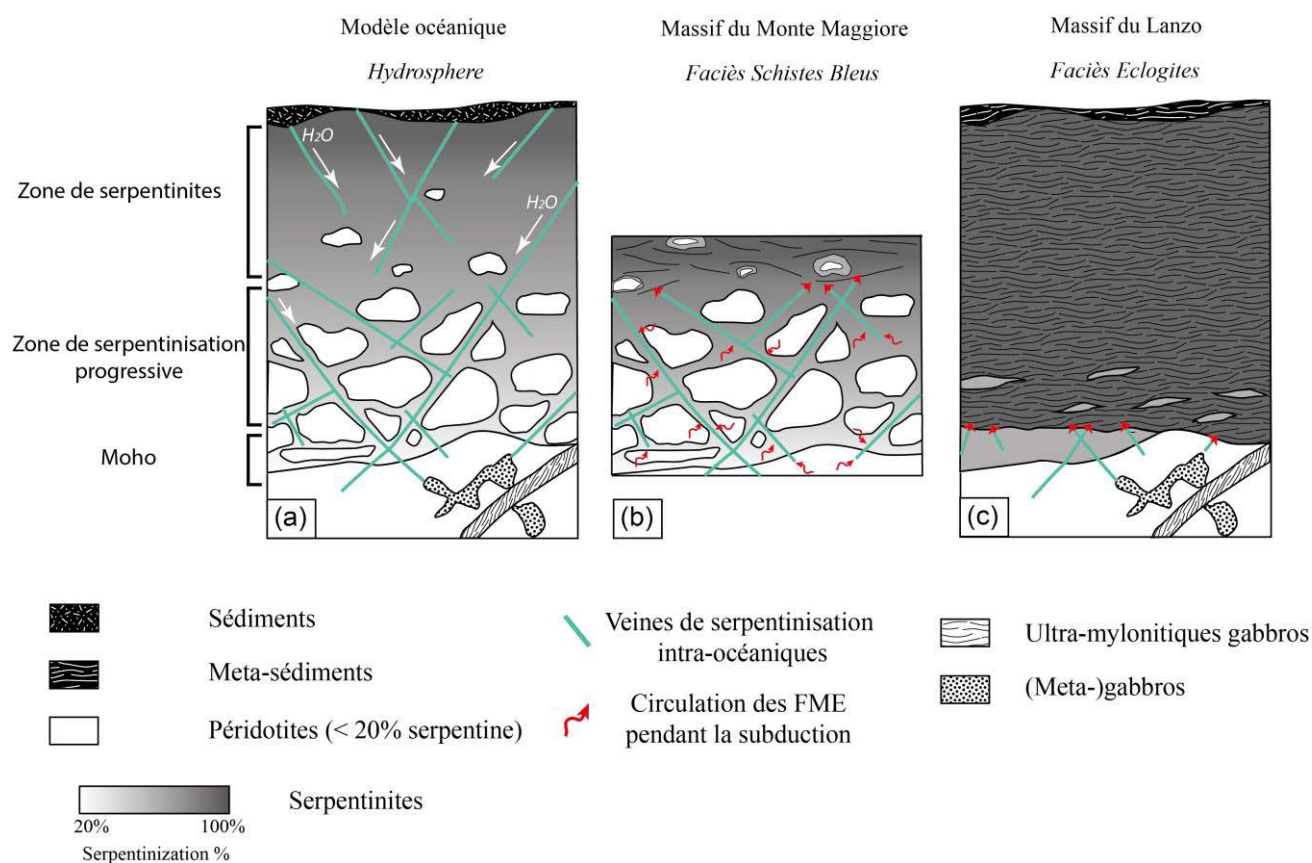 Modèle océanique
Hydrosphere
Massif du Monte Maggiore
Faciès Schistes Bleus
Massif du Lanzo
Faciès Eclogites
H2O
H2O
Zone de serpentinites
Zone de serpentinisation
progressive
Moho
(a)
(b)
(c)
Sédiments
Meta-sédiments
Péridotites (< 20% serpentine)
Serpentinites
20%
100%
Serpentinization %
Veines de serpentinisation
intra-océaniques
Circulation des FME
pendant la subduction
Ultra-mylonitiques gabbros
(Meta-)gabbros